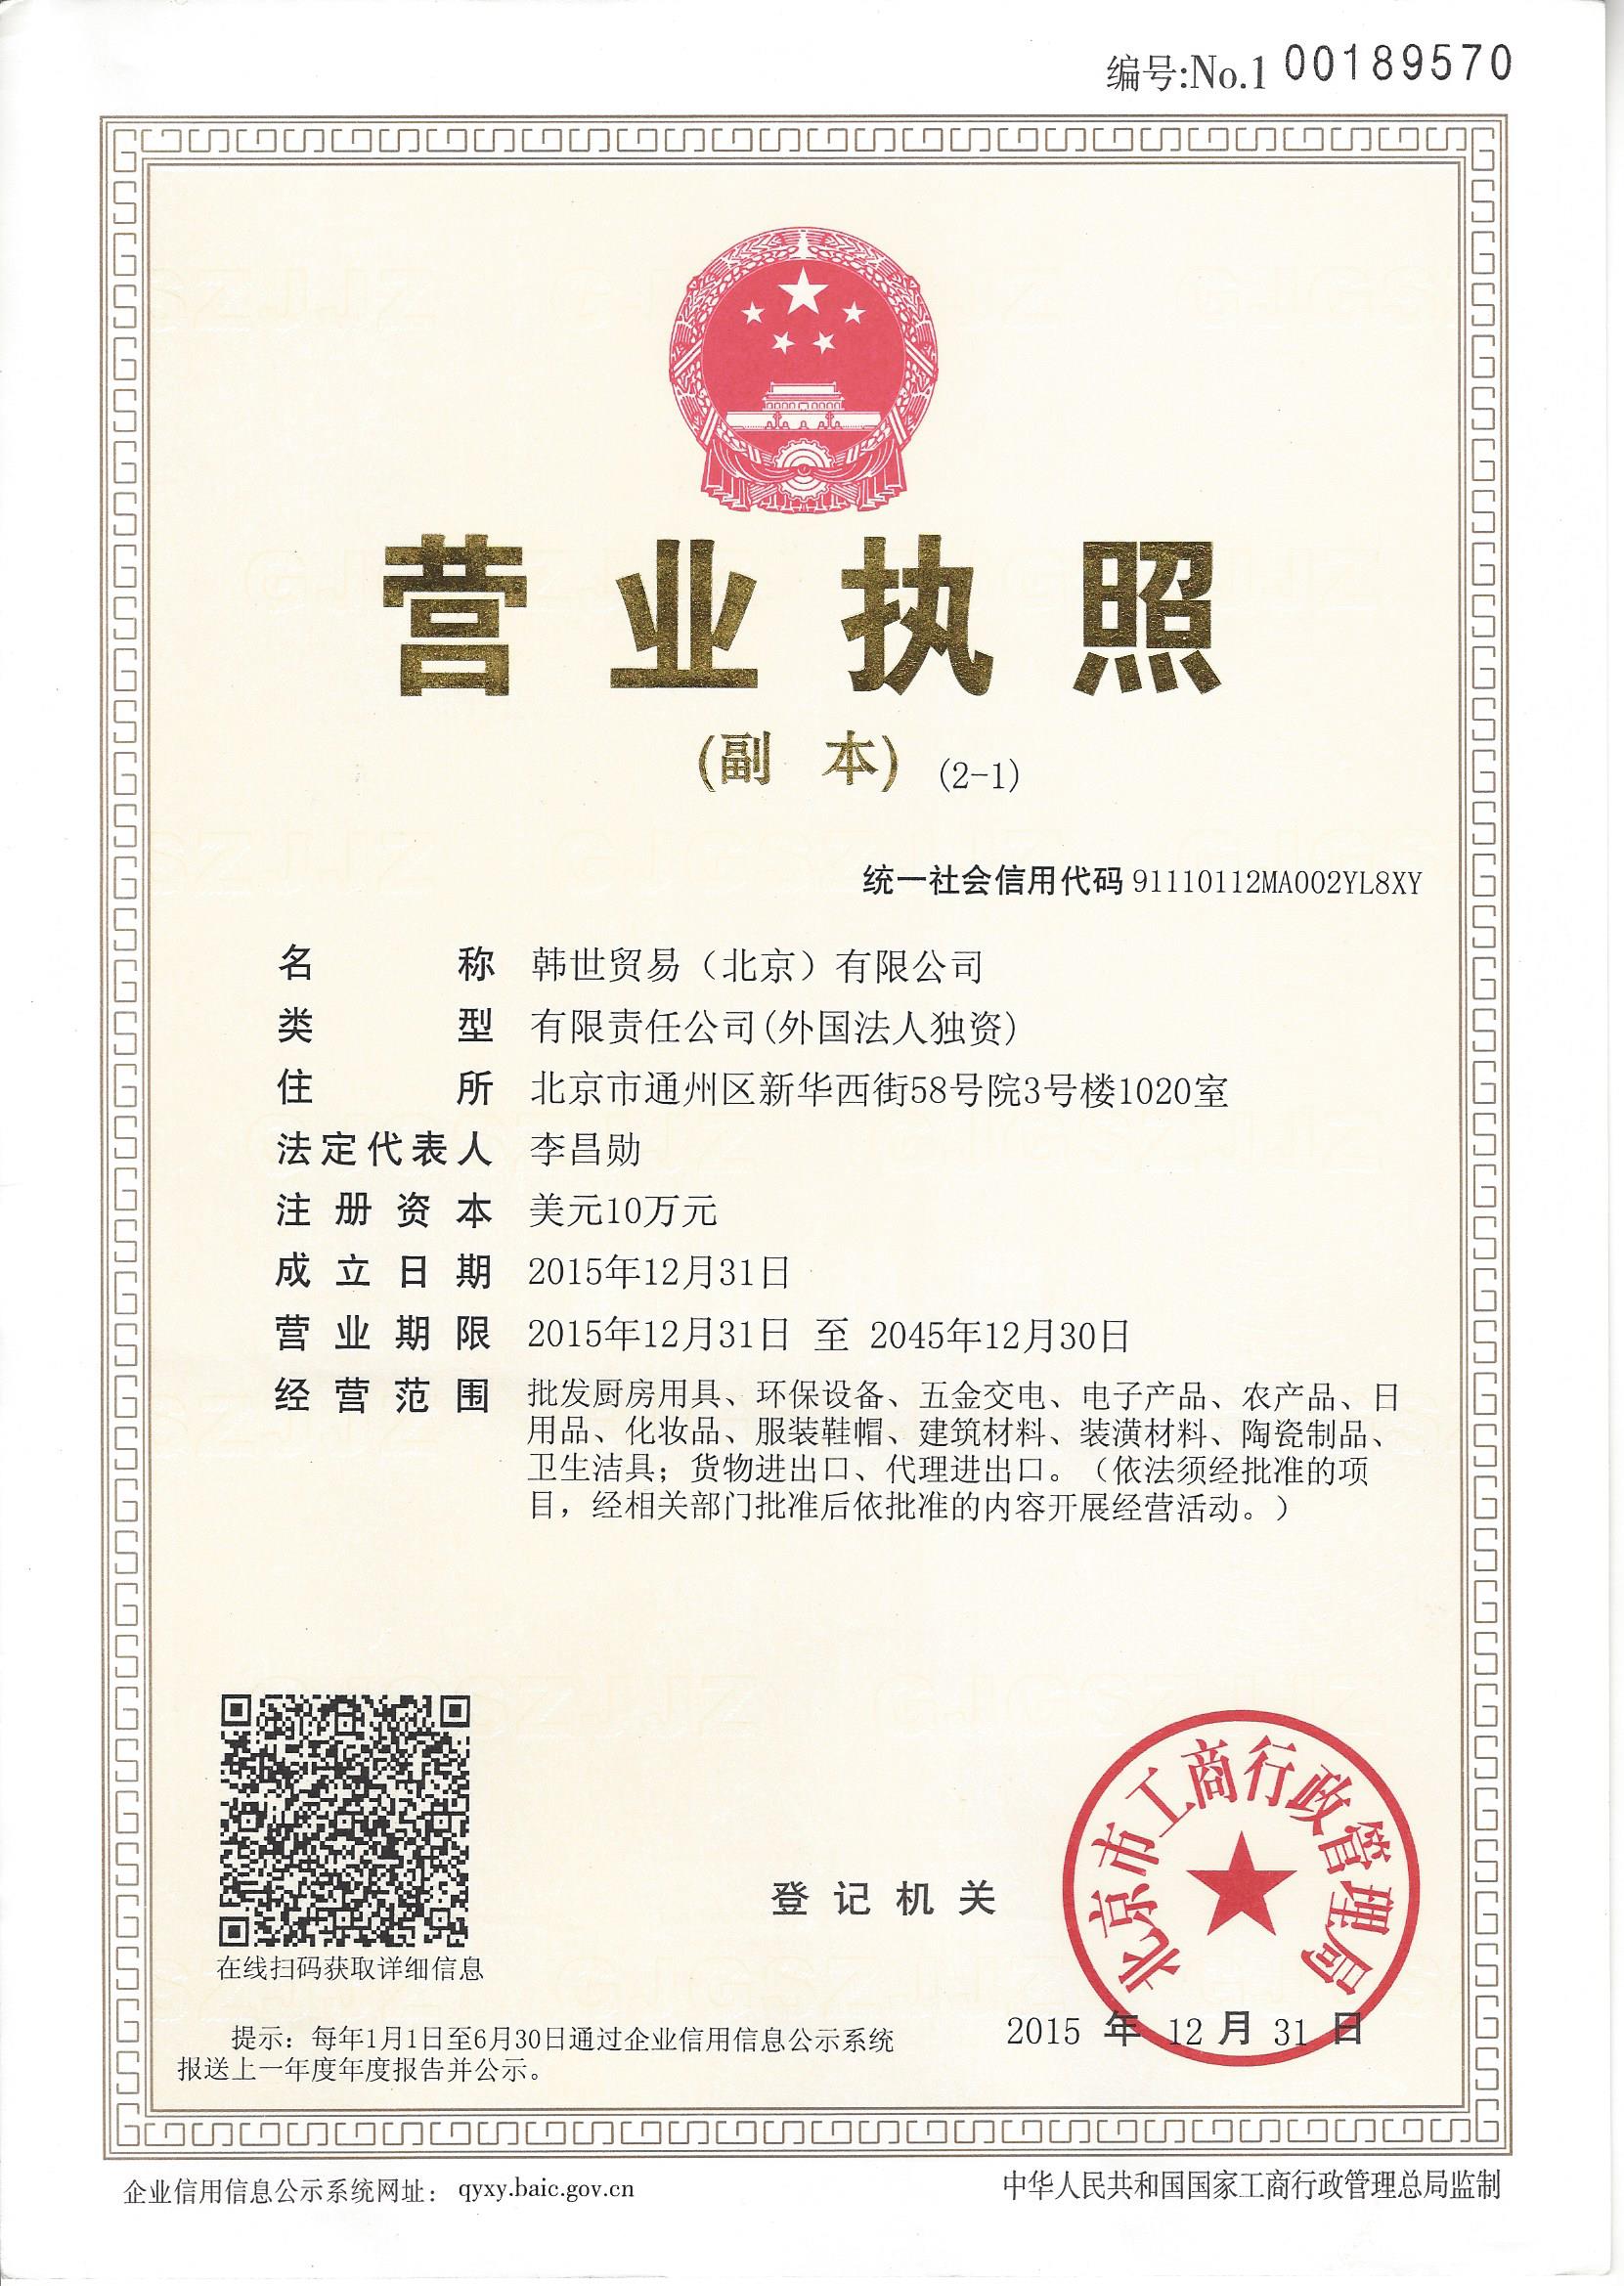 编号:No.1 00189570
营业执照
(副 本) (2-1)
统一社会信用代码 91110112MA002YL8XY
名 称 韩世贸易（北京）有限公司
类 型 有限责任公司(外国法人独资)
住 所 北京市通州区新华西街58号院3号楼1020室
法定代表人 李昌勋
注 册 资 本 美元10万元
成 立 日 期 2015年12月31日
营 业 期 限 2015年12月31日 至 2045年12月30日
经 营 范 围 批发厨房用具、环保设备、五金交电、电子产品、农产品、日
用品、化妆品、服装鞋帽、建筑材料、装潢材料、陶瓷制品、
卫生洁具；货物进出口、代理进出口。（依法须经批准的项
目，经相关部门批准后依批准的内容开展经营活动。）
在线扫码获取详细信息
登 记 机 关
北京市工商行政管理局
2015 年 12 月 31 日
提示：每年1月1日至6月30日通过企业信用信息公示系统
报送上一年度年度报告并公示。
企业信用信息公示系统网址： qyxy.baic.gov.cn
中华人民共和国国家工商行政管理总局监制